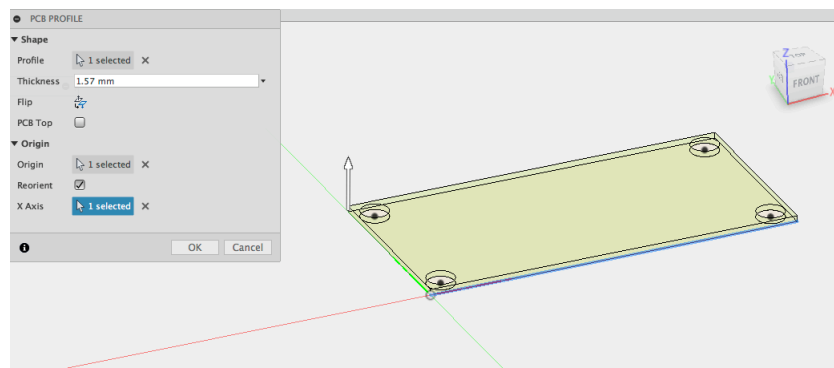 PCB PROFILE
Shape
Profile 1 selected
Thickness 1.57 mm
Flip
PCB Top
Origin
Origin 1 selected
Reorient
X Axis 1 selected
OK Cancel
Z
FRONT
X